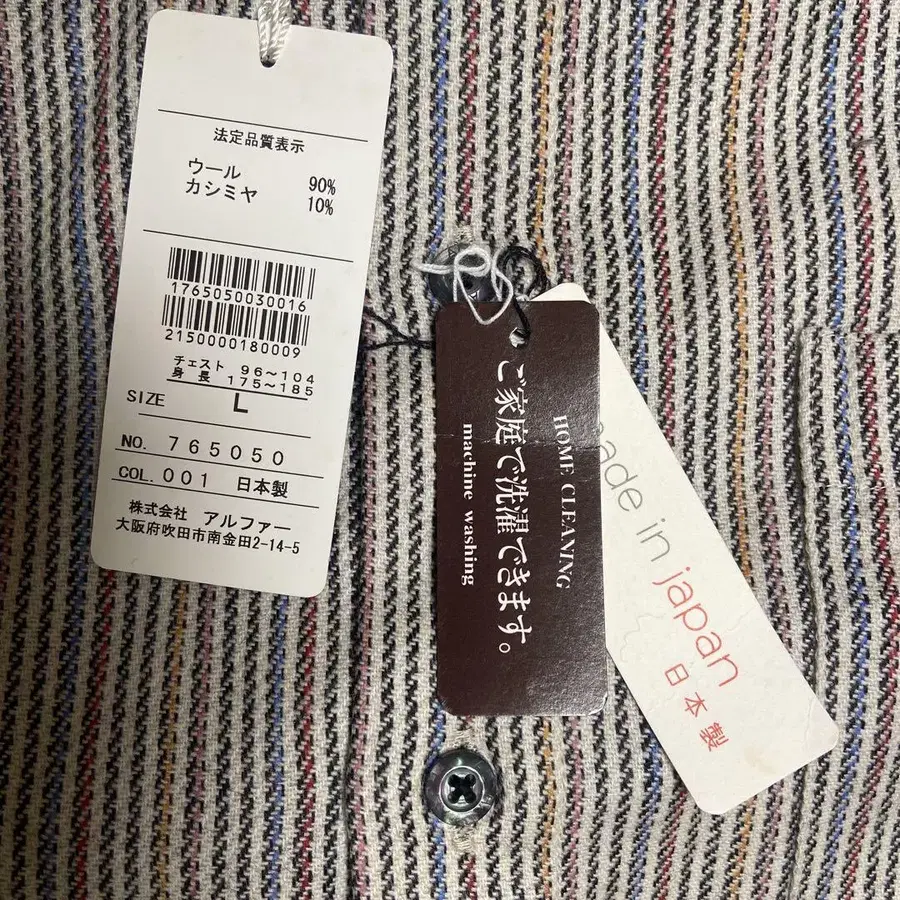 法定品質表示
ウール 90%
カシミヤ 10%
1765050030016
2150000180009
チェスト 96~104
身長 175~185
SIZE L
NO. 765050
COL. 001 日本製
株式会社 アルファー
大阪府吹田市南金田2-14-5
HOME CLEANING
ご家庭で洗濯できます。
machine washing
made in japan
日本製